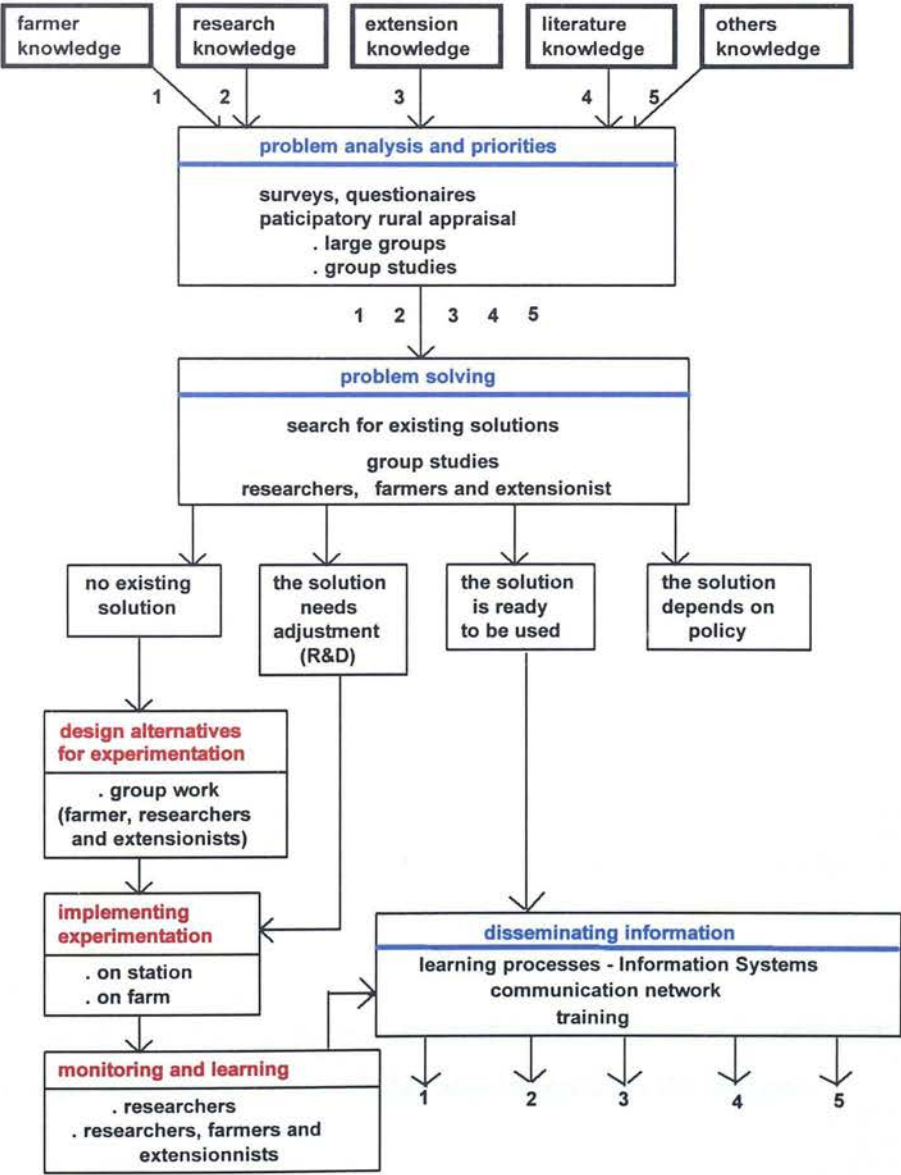 farmer
knowledge
research
knowledge
extension
knowledge
literature
knowledge
others
knowledge
1
2
3
4
5
problem analysis and priorities
surveys, questionaires
paticipatory rural appraisal
. large groups
. group studies
1 2 3 4 5
problem solving
search for existing solutions
group studies
researchers, farmers and extensionist
no existing
solution
the solution
needs
adjustment
(R&D)
the solution
is ready
to be used
the solution
depends on
policy
design alternatives
for experimentation
. group work
(farmer, researchers
and extensionists)
implementing
experimentation
. on station
. on farm
monitoring and learning
. researchers
. researchers, farmers and
extensionnists
disseminating information
learning processes - Information Systems
communication network
training
1 2 3 4 5